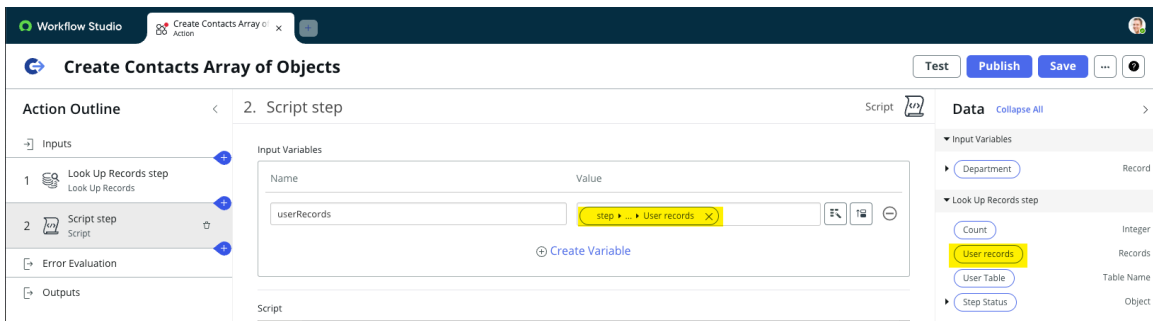 Workflow Studio
Create Contacts Array of
Action
Create Contacts Array of Objects
Test
Publish
Save
Action Outline
Inputs
1
Look Up Records step
Look Up Records
2
Script step
Script
Error Evaluation
Outputs
2. Script step
Script
Input Variables
Name
Value
userRecords
step ▸ ... ▸ User records
Create Variable
Script
Data Collapse All
Input Variables
Department Record
Look Up Records step
Count Integer
User records Records
User Table Table Name
Step Status Object